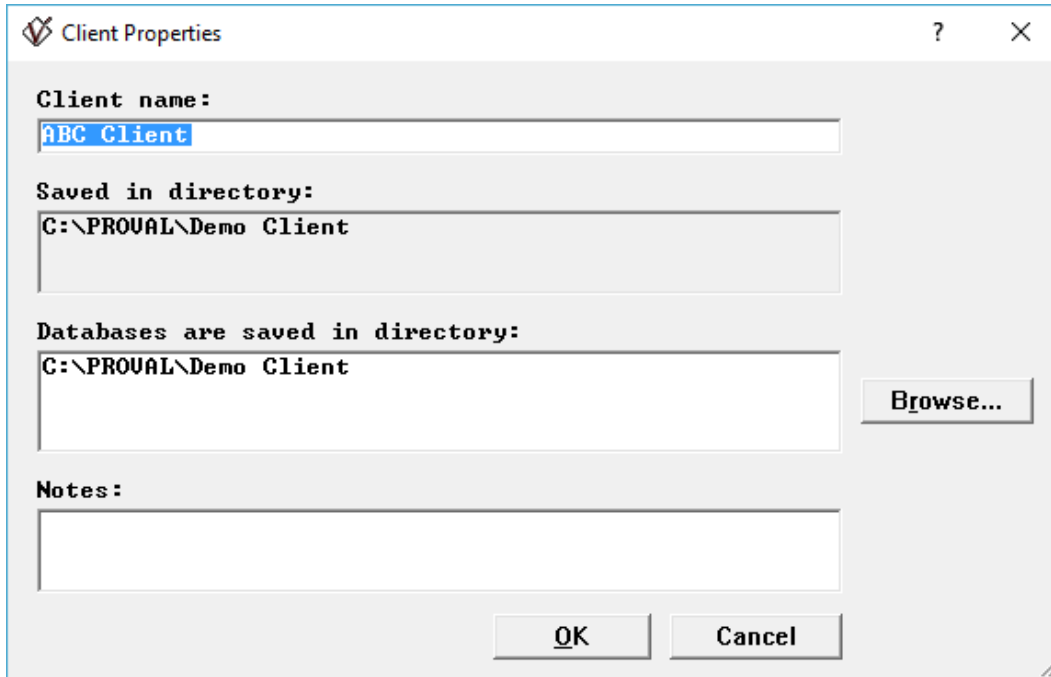 Client Properties
?
Client name:
ABC Client
Saved in directory:
C:\PROVAL\Demo Client
Databases are saved in directory:
C:\PROVAL\Demo Client
Browse...
Notes:
OK
Cancel